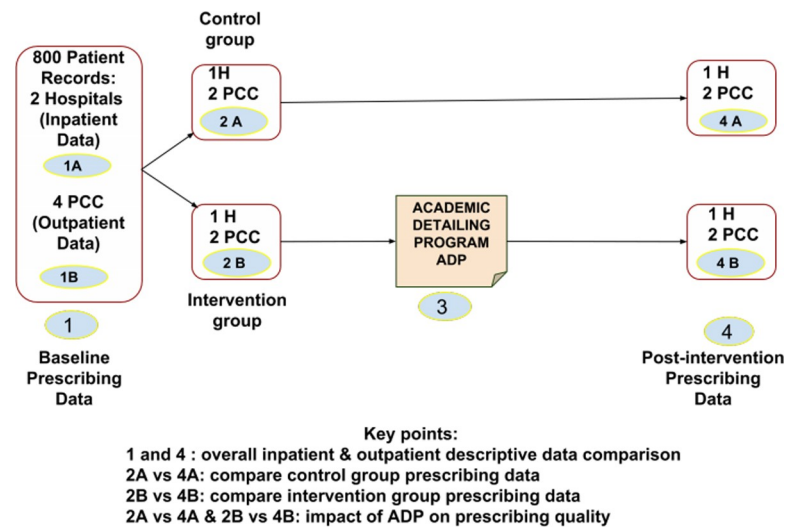 Control
group
800 Patient
Records:
2 Hospitals
(Inpatient
Data)
1A
4 PCC
(Outpatient
Data)
1B
1
Baseline
Prescribing
Data
1H
2 PCC
2 A
1 H
2 PCC
2 B
Intervention
group
ACADEMIC
DETAILING
PROGRAM
ADP
3
1 H
2 PCC
4 A
1 H
2 PCC
4 B
4
Post-intervention
Prescribing
Data
Key points:
1 and 4 : overall inpatient & outpatient descriptive data comparison
2A vs 4A: compare control group prescribing data
2B vs 4B: compare intervention group prescribing data
2A vs 4A & 2B vs 4B: impact of ADP on prescribing quality